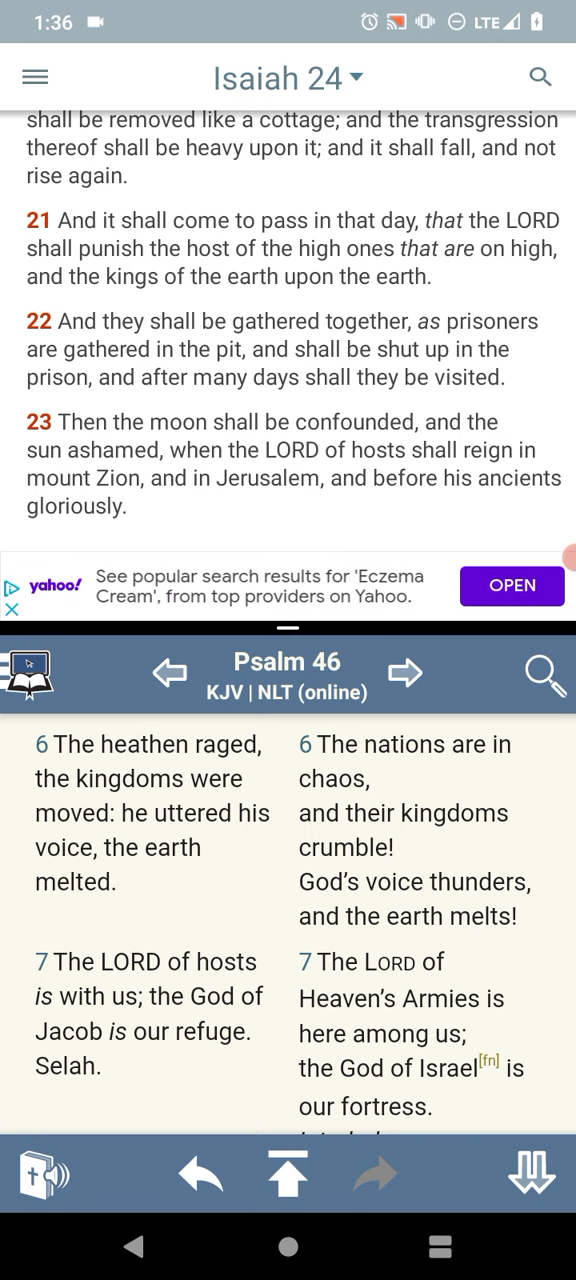 1:36
LTE
Isaiah 24
shall be removed like a cottage; and the transgression
thereof shall be heavy upon it; and it shall fall, and not
rise again.
21 And it shall come to pass in that day, that the LORD
shall punish the host of the high ones that are on high,
and the kings of the earth upon the earth.
22 And they shall be gathered together, as prisoners
are gathered in the pit, and shall be shut up in the
prison, and after many days shall they be visited.
23 Then the moon shall be confounded, and the
sun ashamed, when the LORD of hosts shall reign in
mount Zion, and in Jerusalem, and before his ancients
gloriously.
yahoo!
See popular search results for 'Eczema
Cream', from top providers on Yahoo.
OPEN
Psalm 46
KJV | NLT (online)
6 The heathen raged,
the kingdoms were
moved: he uttered his
voice, the earth
melted.
7 The LORD of hosts
is with us; the God of
Jacob is our refuge.
Selah.
6 The nations are in
chaos,
and their kingdoms
crumble!
God’s voice thunders,
and the earth melts!
7 The LORD of
Heaven’s Armies is
here among us;
the God of Israel[fn] is
our fortress.